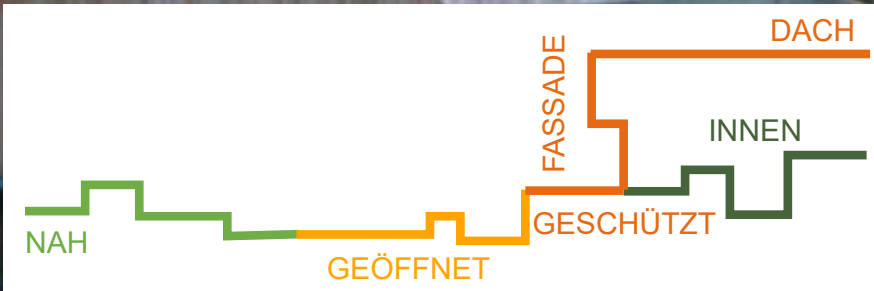 DACH
FASSADE
INNEN
GESCHÜTZT
NAH
GEÖFFNET